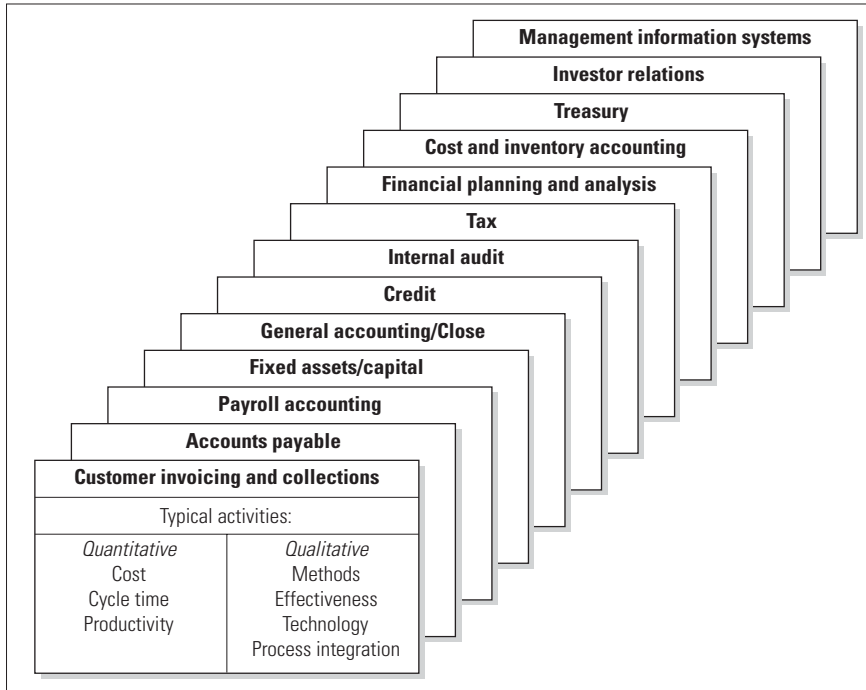 Management information systems
Investor relations
Treasury
Cost and inventory accounting
Financial planning and analysis
Tax
Internal audit
Credit
General accounting/Close
Fixed assets/capital
Payroll accounting
Accounts payable
Customer invoicing and collections
Typical activities:
Quantitative
Cost
Cycle time
Productivity
Qualitative
Methods
Effectiveness
Technology
Process integration